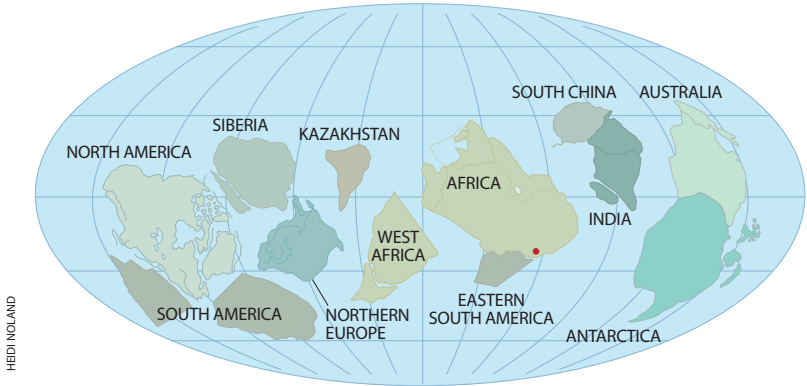 SOUTH CHINA
AUSTRALIA
SIBERIA
KAZAKHSTAN
NORTH AMERICA
AFRICA
INDIA
WEST
AFRICA
SOUTH AMERICA
NORTHERN
EUROPE
EASTERN
SOUTH AMERICA
ANTARCTICA
HEIDI NOLAND